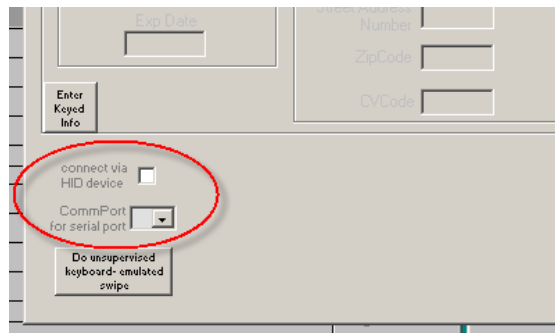 Exp Date
Street Address
Number
ZipCode
CVCode
Enter
Keyed
Info
connect via
HID device
CommPort
for serial port
Do unsupervised
keyboard- emulated
swipe